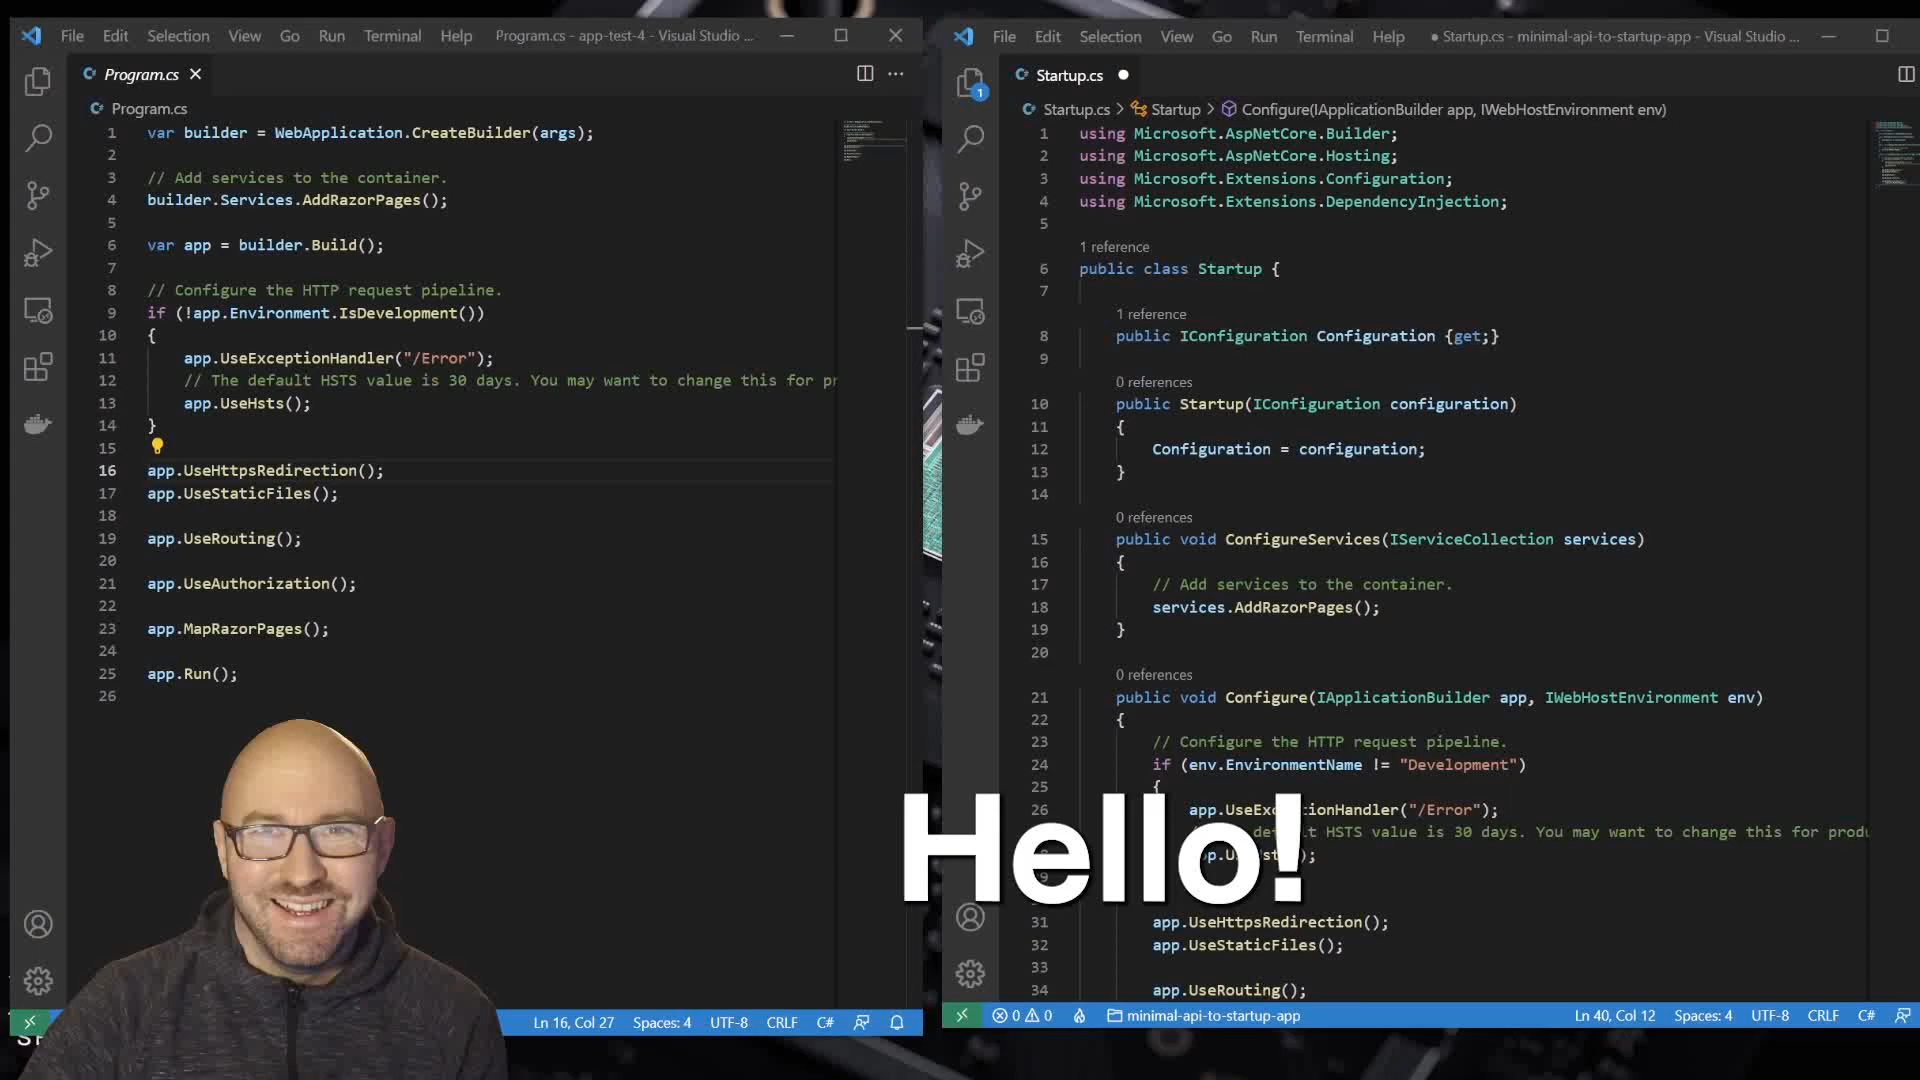 File Edit Selection View Go Run Terminal Help Program.cs - app-test-4 - Visual Studio ...
Program.cs
Program.cs
1 var builder = WebApplication.CreateBuilder(args);
2
3 // Add services to the container.
4 builder.Services.AddRazorPages();
5
6 var app = builder.Build();
7
8 // Configure the HTTP request pipeline.
9 if (!app.Environment.IsDevelopment())
10 {
11 app.UseExceptionHandler("/Error");
12 // The default HSTS value is 30 days. You may want to change this for pr
13 app.UseHsts();
14 }
15
16 app.UseHttpsRedirection();
17 app.UseStaticFiles();
18
19 app.UseRouting();
20
21 app.UseAuthorization();
22
23 app.MapRazorPages();
24
25 app.Run();
26
Ln 16, Col 27 Spaces: 4 UTF-8 CRLF C#
File Edit Selection View Go Run Terminal Help ● Startup.cs - minimal-api-to-startup-app - Visual Studio ...
Startup.cs ●
1
Startup.cs > Startup > Configure(IApplicationBuilder app, IWebHostEnvironment env)
1 using Microsoft.AspNetCore.Builder;
2 using Microsoft.AspNetCore.Hosting;
3 using Microsoft.Extensions.Configuration;
4 using Microsoft.Extensions.DependencyInjection;
5
1 reference
6 public class Startup {
7
1 reference
8 public IConfiguration Configuration {get;}
9
0 references
10 public Startup(IConfiguration configuration)
11 {
12 Configuration = configuration;
13 }
14
0 references
15 public void ConfigureServices(IServiceCollection services)
16 {
17 // Add services to the container.
18 services.AddRazorPages();
19 }
20
0 references
21 public void Configure(IApplicationBuilder app, IWebHostEnvironment env)
22 {
23 // Configure the HTTP request pipeline.
24 if (env.EnvironmentName != "Development")
25 {
26 app.UseExceptionHandler("/Error");
HSTS value is 30 days. You may want to change this for produ
Hello!
31 app.UseHttpsRedirection();
32 app.UseStaticFiles();
33
34 app.UseRouting();
0 0 minimal-api-to-startup-app Ln 40, Col 12 Spaces: 4 UTF-8 CRLF C#